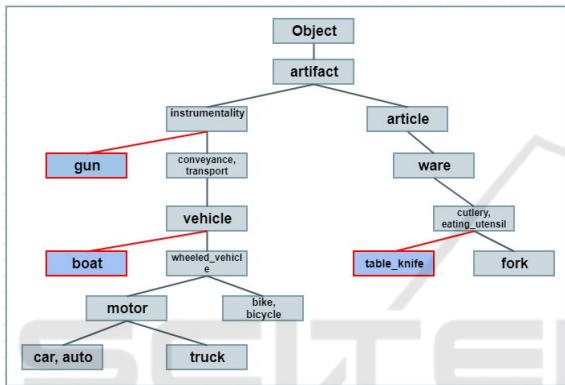 Object
artifact
instrumentality
article
gun
conveyance,
transport
ware
vehicle
cutlery,
eating_utensil
boat
wheeled_vehicl
e
table_knife
fork
motor
bike,
bicycle
car, auto
truck